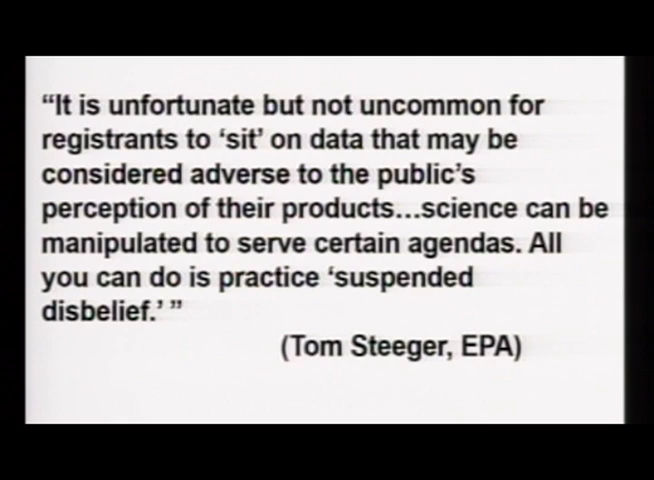 “It is unfortunate but not uncommon for
registrants to ‘sit’ on data that may be
considered adverse to the public’s
perception of their products...science can be
manipulated to serve certain agendas. All
you can do is practice ‘suspended
disbelief.’ ”
(Tom Steeger, EPA)